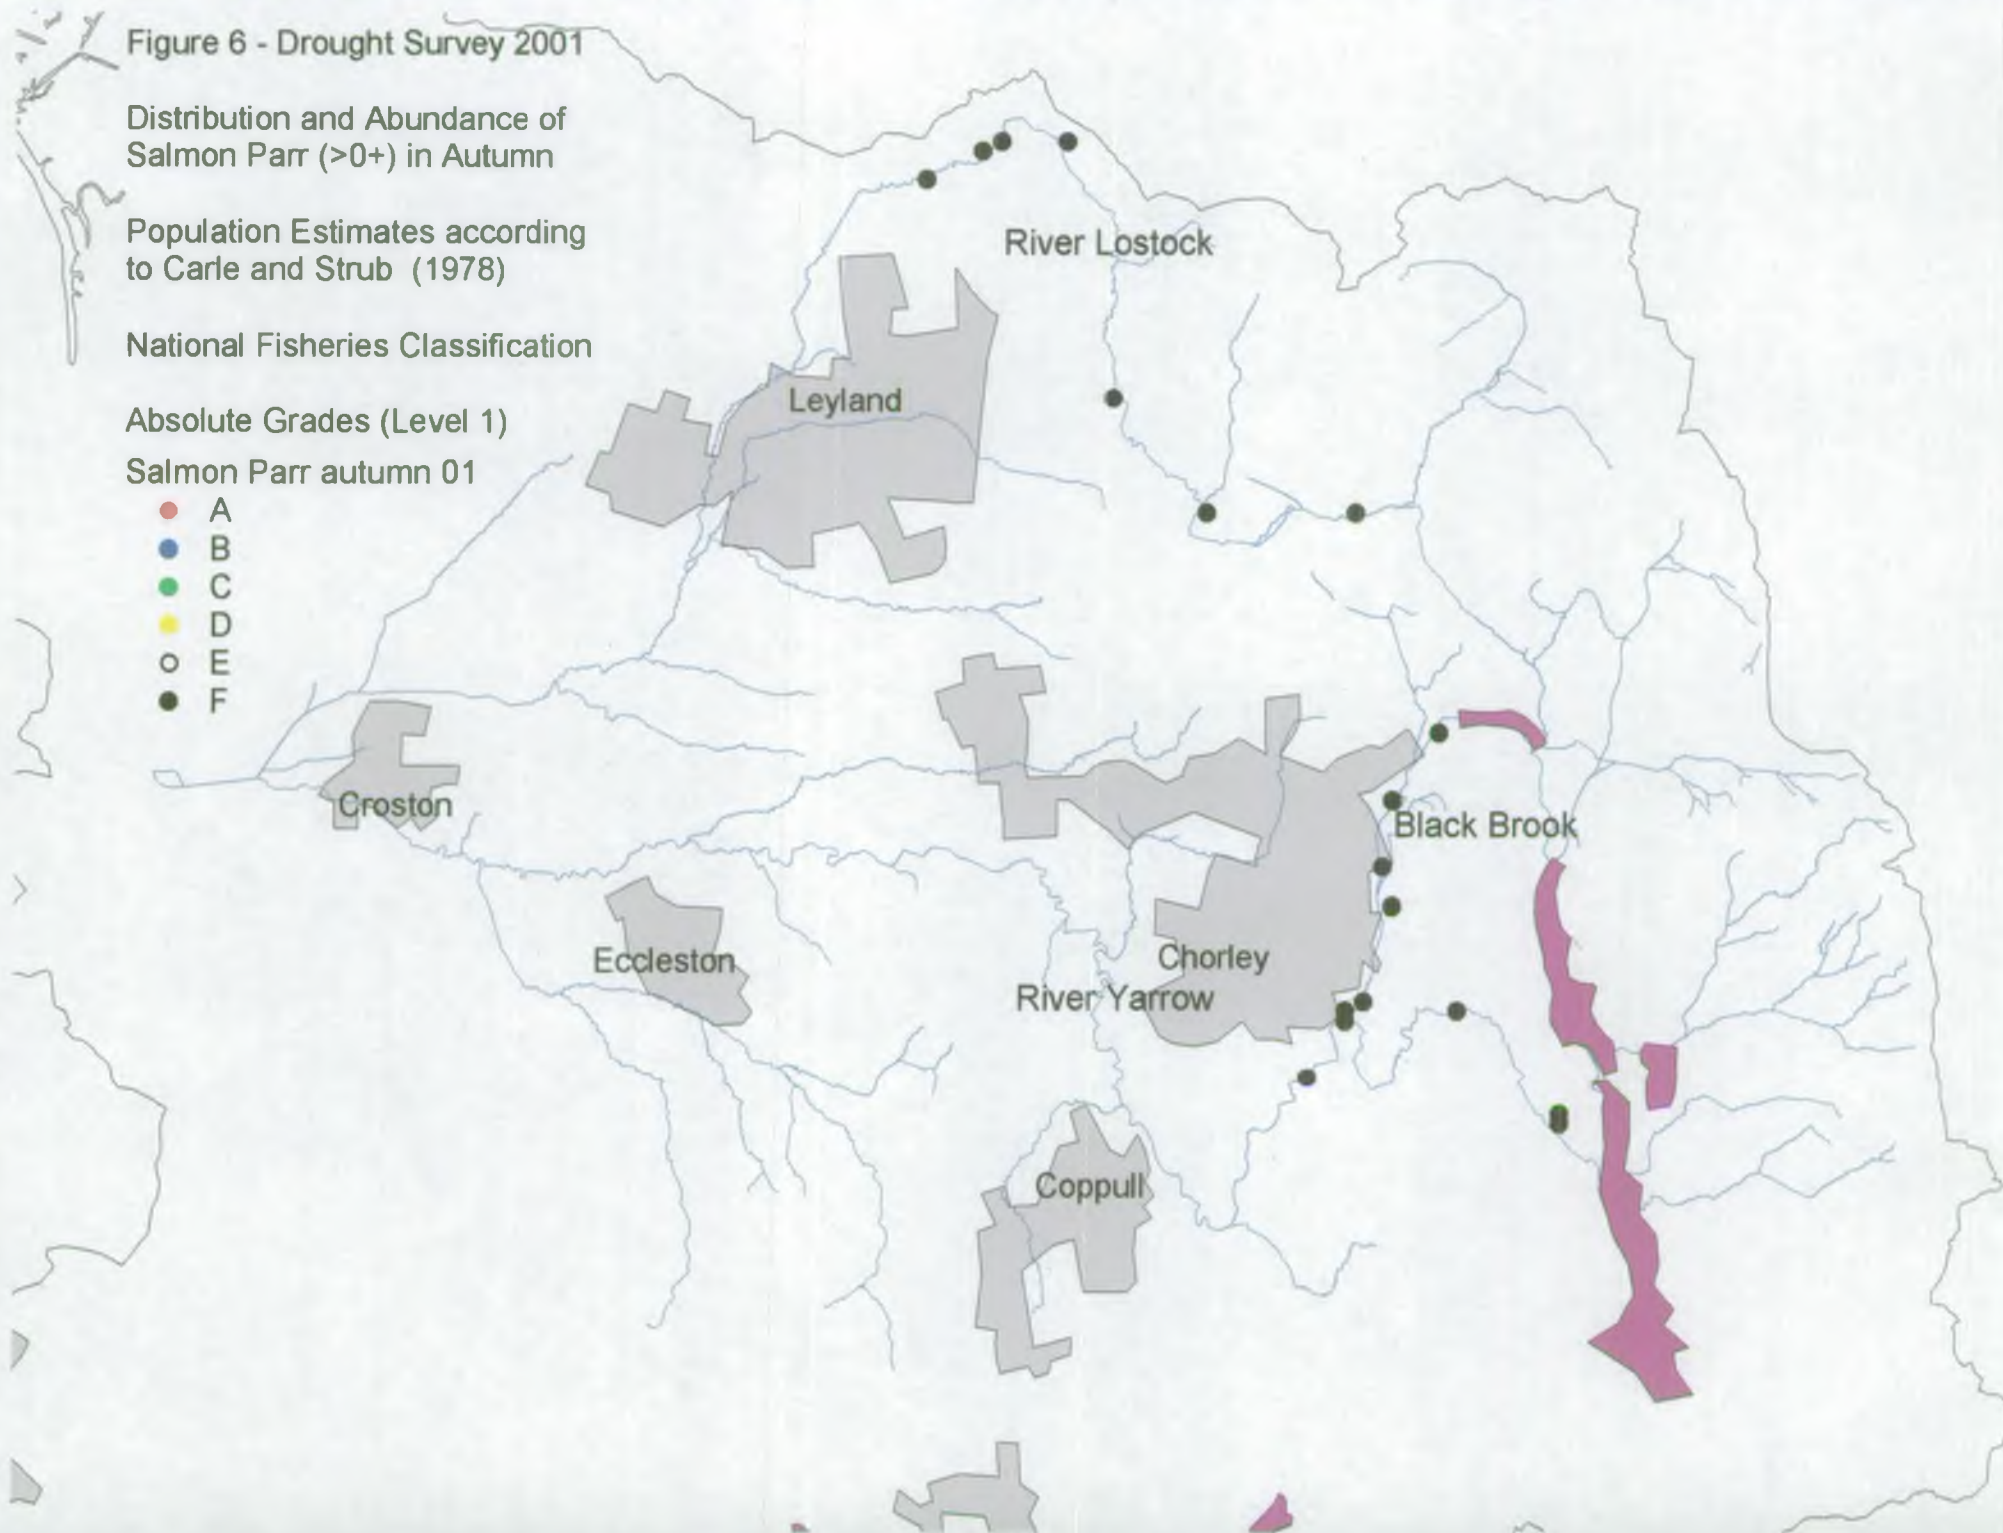 Figure 6 - Drought Survey 2001
Distribution and Abundance of
Salmon Parr (>0+) in Autumn
Population Estimates according
to Carle and Strub (1978)
National Fisheries Classification
Absolute Grades (Level 1)
Salmon Parr autumn 01
A
B
C
D
E
F
River Lostock
Leyland
Croston
Black Brook
Eccleston
Chorley
River Yarrow
Coppull